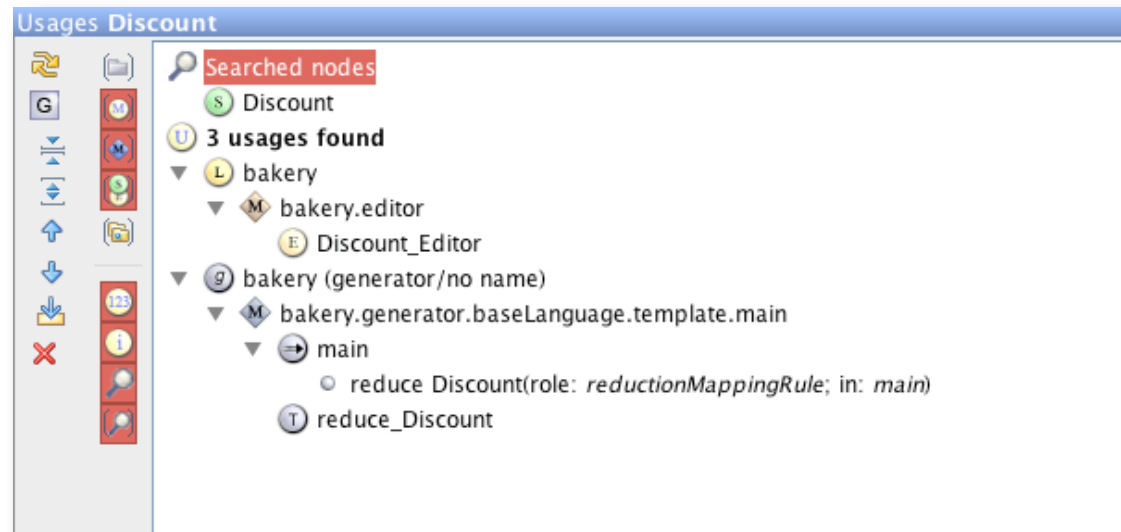 Usages Discount
G
M
M
S
123
i
Searched nodes
S Discount
U 3 usages found
L bakery
M bakery.editor
E Discount_Editor
g bakery (generator/no name)
M bakery.generator.baseLanguage.template.main
main
reduce Discount(role: reductionMappingRule; in: main)
T reduce_Discount